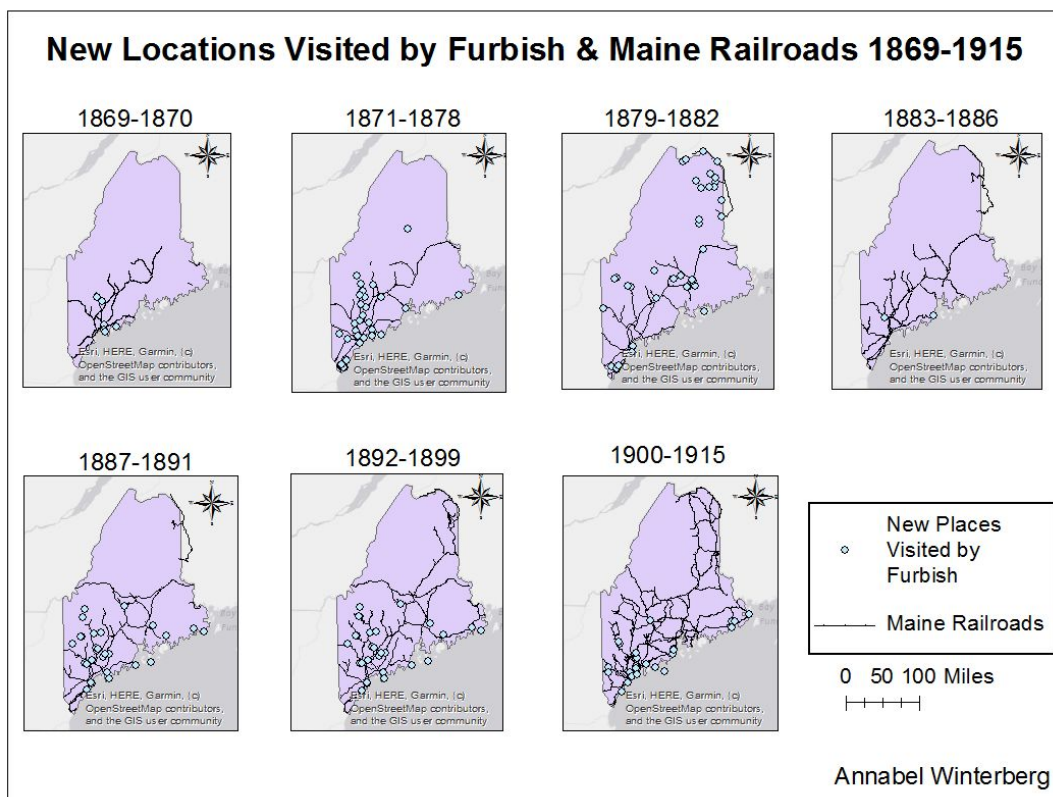 New Locations Visited by Furbish & Maine Railroads 1869-1915
1869-1870
1871-1878
1879-1882
1883-1886
Esri, HERE, Garmin, (c)
OpenStreetMap contributors,
and the GIS user community
Esri, HERE, Garmin, (c)
OpenStreetMap contributors,
and the GIS user community
Esri, HERE, Garmin, (c)
OpenStreetMap contributors,
and the GIS user community
Esri, HERE, Garmin, (c)
OpenStreetMap contributors,
and the GIS user community
1887-1891
1892-1899
1900-1915
Esri, HERE, Garmin, (c)
OpenStreetMap contributors,
and the GIS user community
Esri, HERE, Garmin, (c)
OpenStreetMap contributors,
and the GIS user community
Esri, HERE, Garmin, (c)
OpenStreetMap contributors,
and the GIS user community
New Places
Visited by
Furbish
Maine Railroads
0 50 100 Miles
Annabel Winterberg